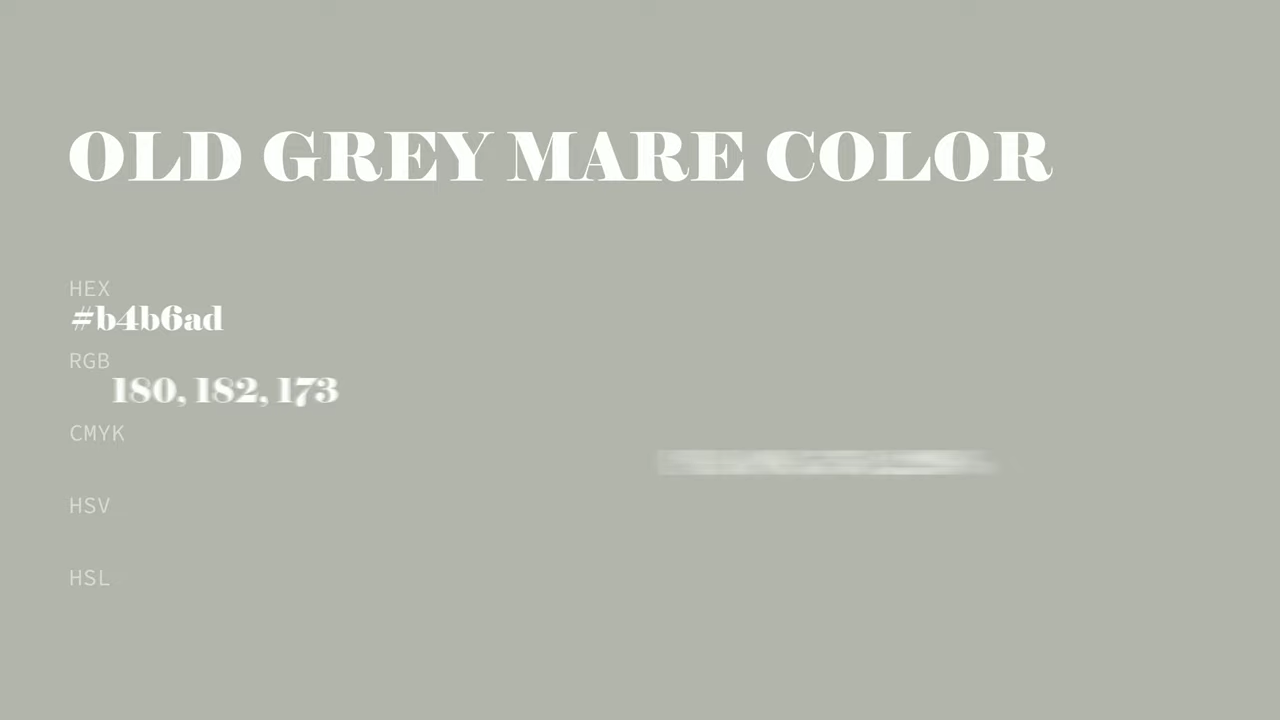 OLD GREY MARE COLOR
HEX
#b4b6ad
RGB
180, 182, 173
CMYK
HSV
HSL